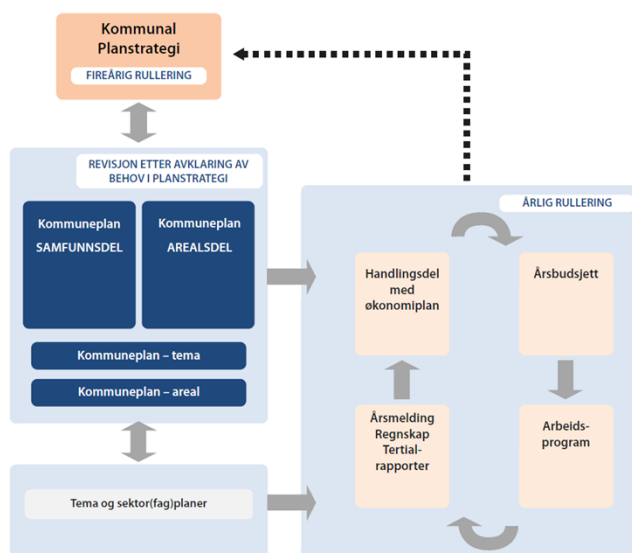 Kommunal
Planstrategi
FIREÅRIG RULLERING
REVISJON ETTER AVKLARING AV
BEHOV I PLANSTRATEGI
Kommuneplan
SAMFUNNSDEL
Kommuneplan
AREALSDEL
Kommuneplan – tema
Kommuneplan – areal
Tema og sektor(fag)planer
ÅRLIG RULLERING
Handlingsdel
med
økonomiplan
Årsbudsjett
Årsmelding
Regnskap
Tertial-
rapporter
Arbeids-
program